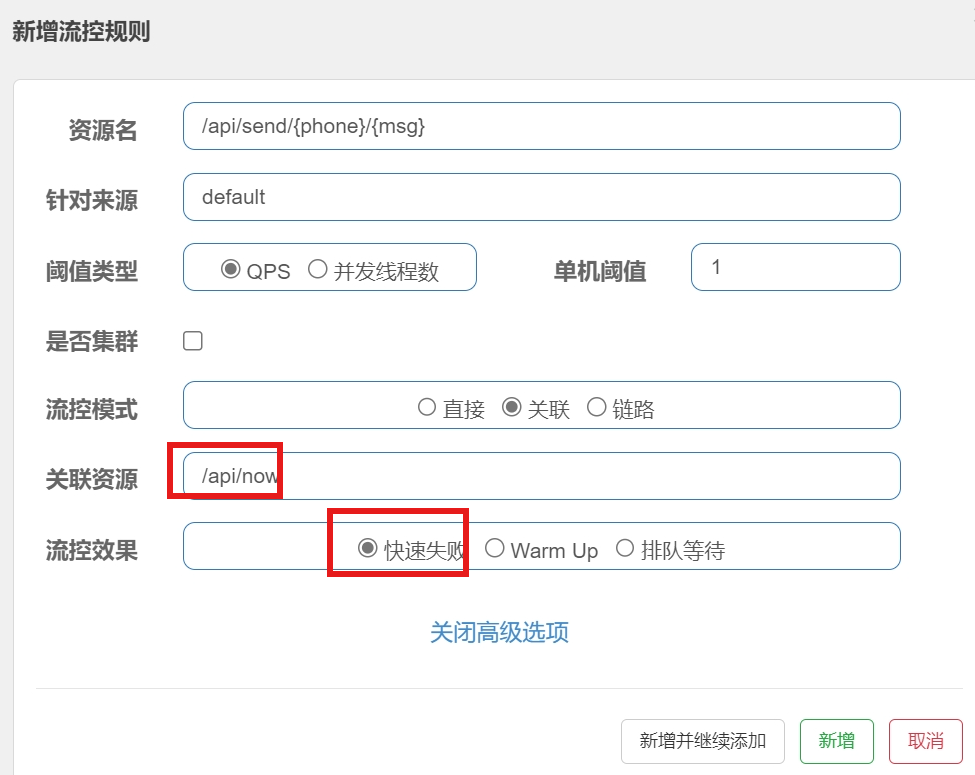 新增流控规则
资源名 /api/send/{phone}/{msg}
针对来源 default
阈值类型 QPS 并发线程数 单机阈值 1
是否集群
流控模式 直接 关联 链路
关联资源 /api/now
流控效果 快速失败 Warm Up 排队等待
关闭高级选项
新增并继续添加 新增 取消